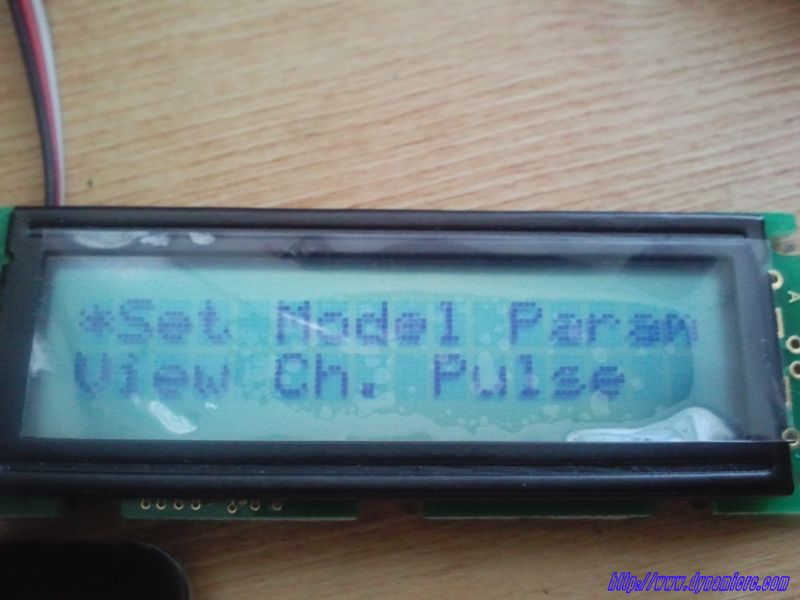 *Set Model Param
View Ch. Pulse
A
http://www.dynamicrc.com